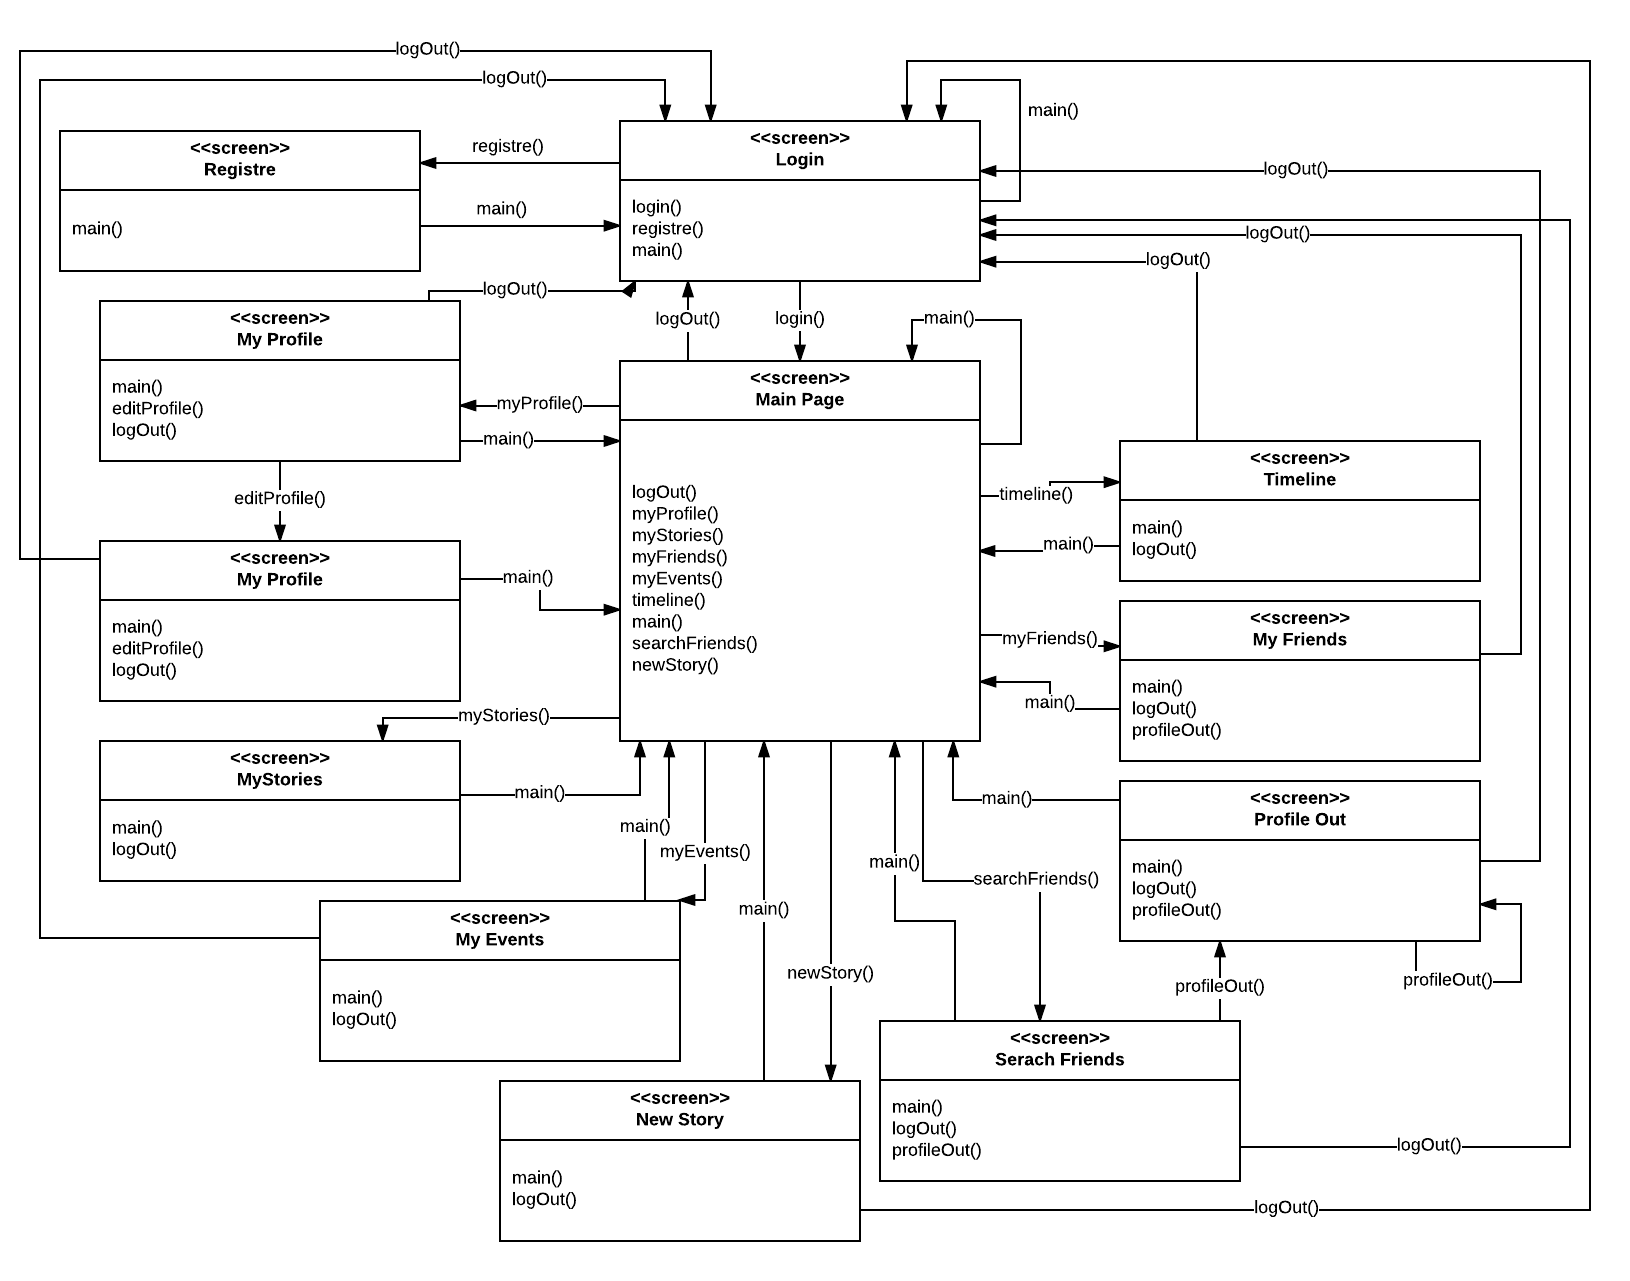 logOut()
logOut()
main()
<<screen>>
Registre
main()
registre()
main()
<<screen>>
Login
login()
registre()
main()
logOut()
logOut()
logOut()
logOut()
logOut()
login()
main()
<<screen>>
My Profile
main()
editProfile()
logOut()
myProfile()
main()
editProfile()
<<screen>>
Main Page
logOut()
myProfile()
myStories()
myFriends()
myEvents()
timeline()
main()
searchFriends()
newStory()
timeline()
main()
<<screen>>
Timeline
main()
logOut()
<<screen>>
My Profile
main()
editProfile()
logOut()
main()
myFriends()
main()
<<screen>>
My Friends
main()
logOut()
profileOut()
myStories()
<<screen>>
MyStories
main()
logOut()
main()
main()
myEvents()
main()
main()
searchFriends()
main()
<<screen>>
Profile Out
main()
logOut()
profileOut()
profileOut()
profileOut()
<<screen>>
My Events
main()
logOut()
newStory()
<<screen>>
Serach Friends
main()
logOut()
profileOut()
logOut()
<<screen>>
New Story
main()
logOut()
logOut()